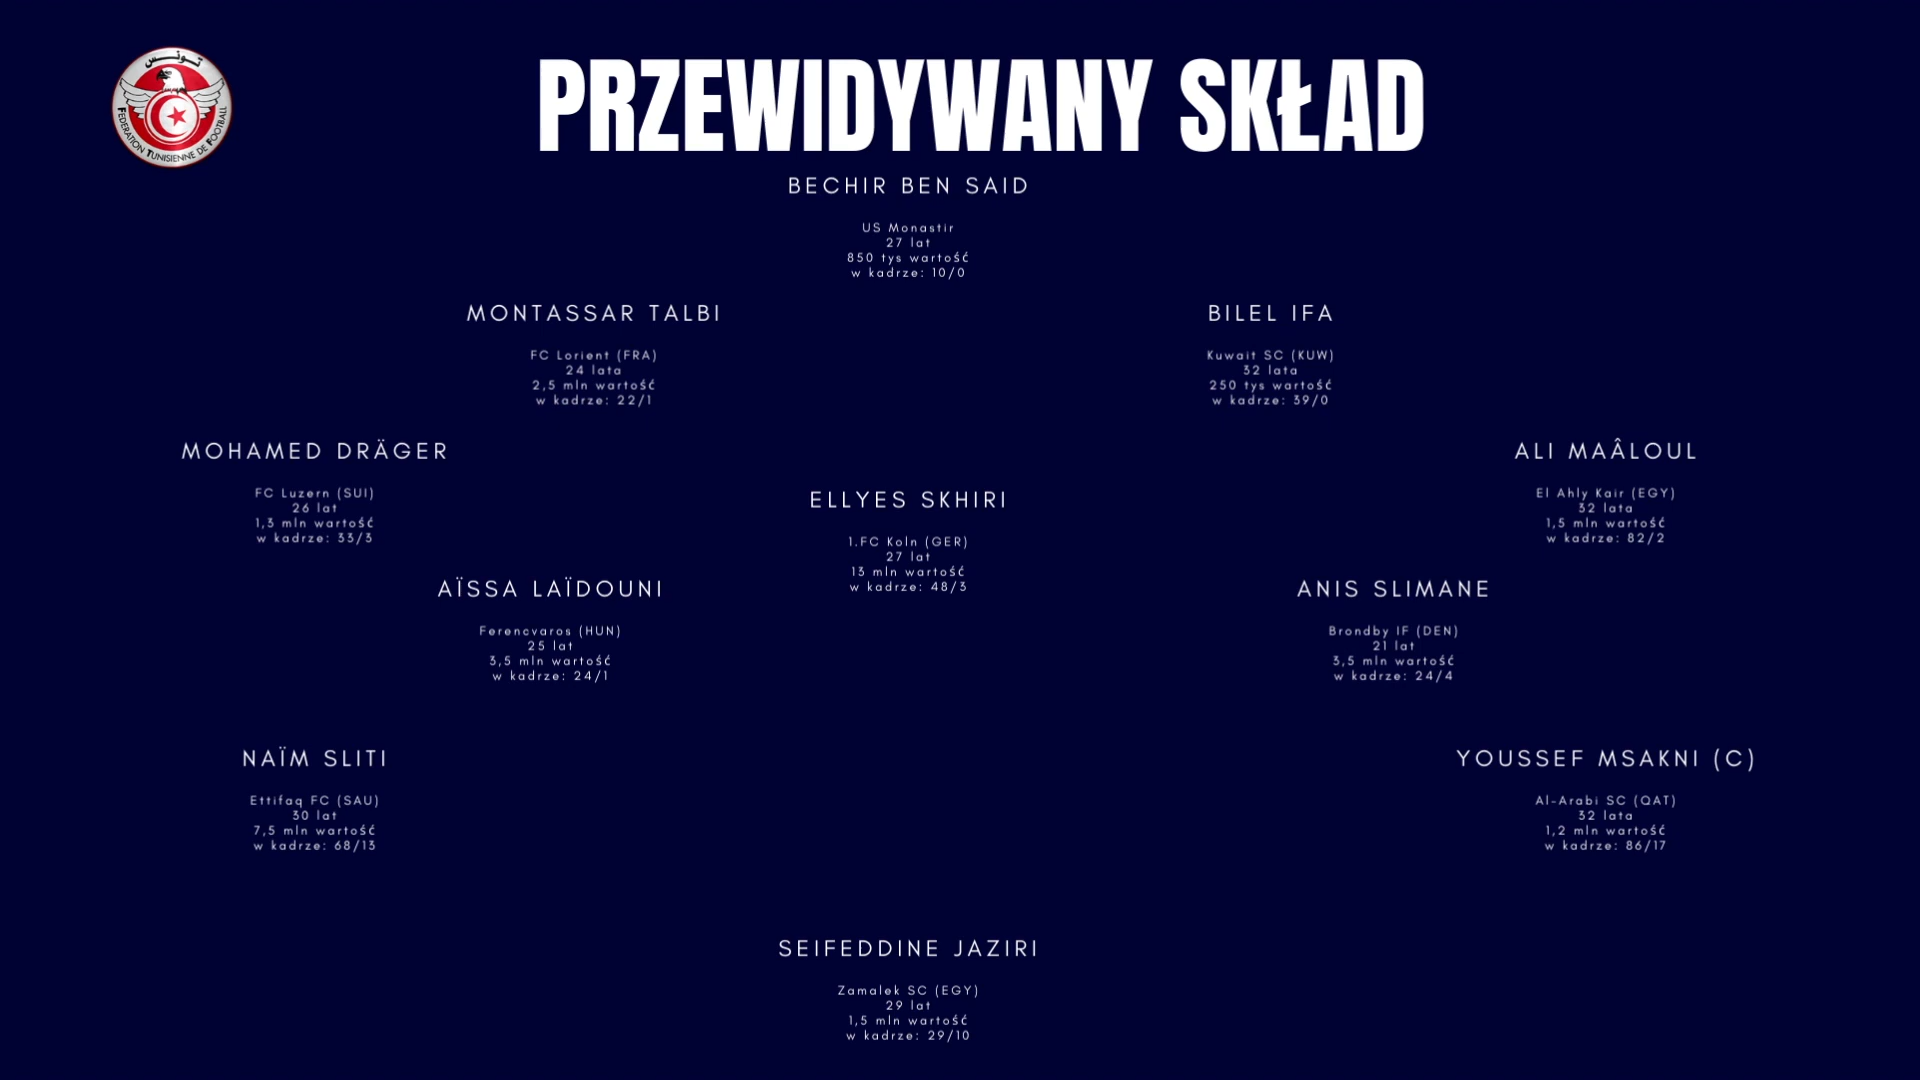 تونس
FEDERATION TUNISIENNE DE FOOTBALL
PRZEWIDYWANY SKŁAD
BECHIR BEN SAID
US Monastir
27 lat
850 tys wartość
w kadrze: 10/0
MONTASSAR TALBI
FC Lorient (FRA)
24 lata
2,5 mln wartość
w kadrze: 22/1
BILEL IFA
Kuwait SC (KUW)
32 lata
250 tys wartość
w kadrze: 39/0
MOHAMED DRÄGER
FC Luzern (SUI)
26 lat
1,3 mln wartość
w kadrze: 33/3
ELLYES SKHIRI
1.FC Koln (GER)
27 lat
13 mln wartość
w kadrze: 48/3
ALI MAÂLOUL
El Ahly Kair (EGY)
32 lata
1,5 mln wartość
w kadrze: 82/2
AÏSSA LAÏDOUNI
Ferencvaros (HUN)
25 lat
3,5 mln wartość
w kadrze: 24/1
ANIS SLIMANE
Brondby IF (DEN)
21 lat
3,5 mln wartość
w kadrze: 24/4
NAÏM SLITI
Ettifaq FC (SAU)
30 lat
7,5 mln wartość
w kadrze: 68/13
YOUSSEF MSAKNI (C)
Al-Arabi SC (QAT)
32 lata
1,2 mln wartość
w kadrze: 86/17
SEIFEDDINE JAZIRI
Zamalek SC (EGY)
29 lat
1,5 mln wartość
w kadrze: 29/10